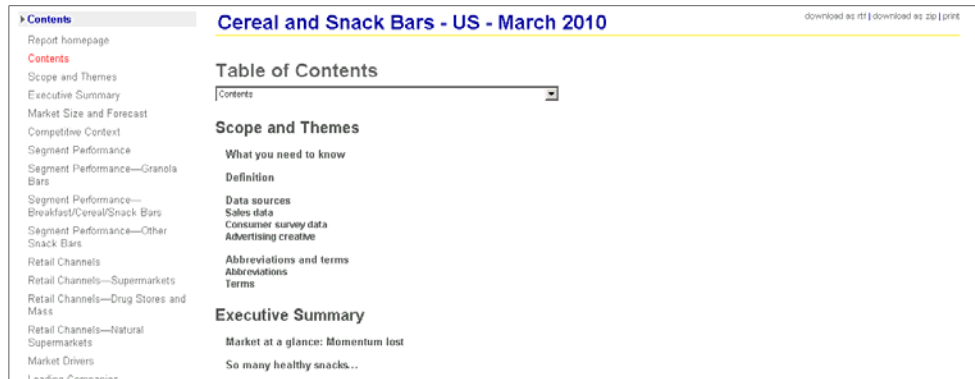 Contents
Report homepage
Contents
Scope and Themes
Executive Summary
Market Size and Forecast
Competitive Context
Segment Performance
Segment Performance—Granola
Bars
Segment Performance—
Breakfast/Cereal/Snack Bars
Segment Performance—Other
Snack Bars
Retail Channels
Retail Channels—Supermarkets
Retail Channels—Drug Stores and
Mass
Retail Channels—Natural
Supermarkets
Market Drivers
Leading Companies
Cereal and Snack Bars - US - March 2010
download as rtf | download as zip | print
Table of Contents
Contents
Scope and Themes
What you need to know
Definition
Data sources
Sales data
Consumer survey data
Advertising creative
Abbreviations and terms
Abbreviations
Terms
Executive Summary
Market at a glance: Momentum lost
So many healthy snacks...